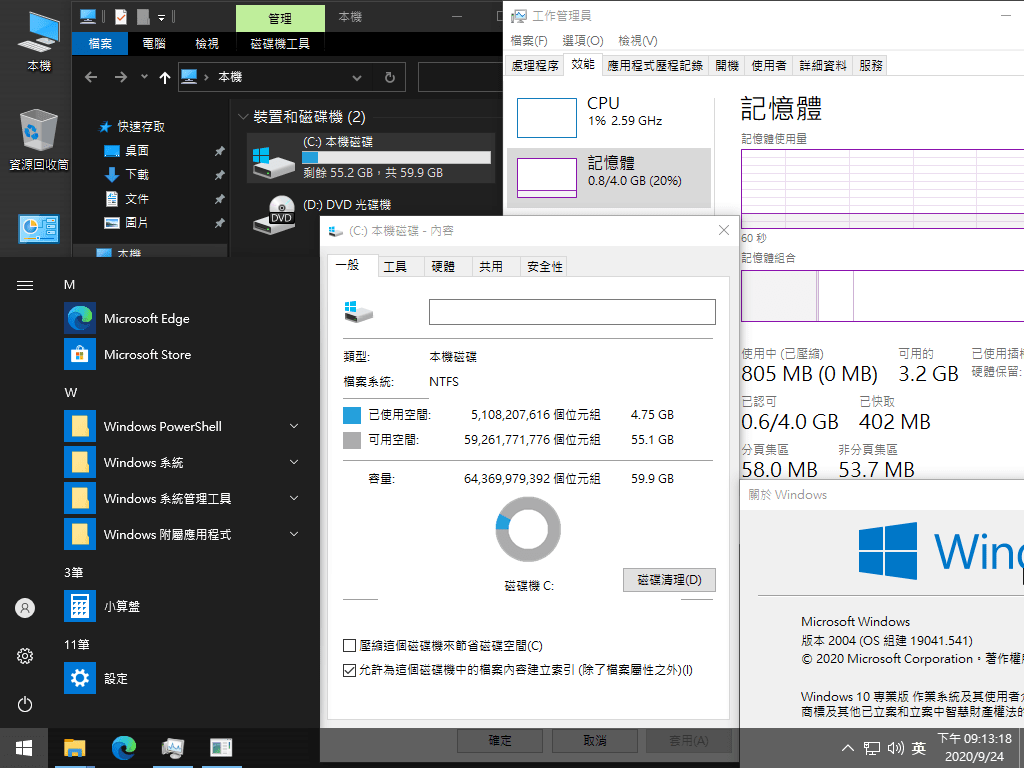 本機
資源回收筒
管理
本機
檔案
電腦
檢視
磁碟機工具
本機
快速存取
桌面
下載
文件
圖片
本機
裝置和磁碟機 (2)
(C:) 本機磁碟
剩餘 55.2 GB，共 59.9 GB
(D:) DVD 光碟機
DVD
工作管理員
檔案(F) 選項(O) 檢視(V)
處理程序 效能 應用程式歷程記錄 開機 使用者 詳細資料 服務
CPU
1% 2.59 GHz
記憶體
0.8/4.0 GB (20%)
記憶體
記憶體使用量
60 秒
記憶體組合
使用中 (已壓縮)
可用的
已使用插
805 MB (0 MB)
3.2 GB
硬體保留:
已認可
已快取
0.6/4.0 GB
402 MB
分頁集區
非分頁集區
58.0 MB
53.7 MB
(C:) 本機磁碟 - 內容
一般 工具 硬體 共用 安全性
類型: 本機磁碟
檔案系統: NTFS
已使用空間: 5,108,207,616 個位元組 4.75 GB
可用空間: 59,261,771,776 個位元組 55.1 GB
容量: 64,369,979,392 個位元組 59.9 GB
磁碟機 C:
磁碟清理(D)
壓縮這個磁碟機來節省磁碟空間(C)
允許為這個磁碟機中的檔案內容建立索引 (除了檔案屬性之外)(I)
確定
取消
套用(A)
關於 Windows
Wind
Microsoft Windows
版本 2004 (OS 組建 19041.541)
© 2020 Microsoft Corporation。著作權
Windows 10 專業版 作業系統及其使用者
商標及其他已立案和立案中智慧財產權法的
M
Microsoft Edge
Microsoft Store
W
Windows PowerShell
Windows 系統
Windows 系統管理工具
Windows 附屬應用程式
3筆
小算盤
11筆
設定
英
下午 09:13:18
2020/9/24